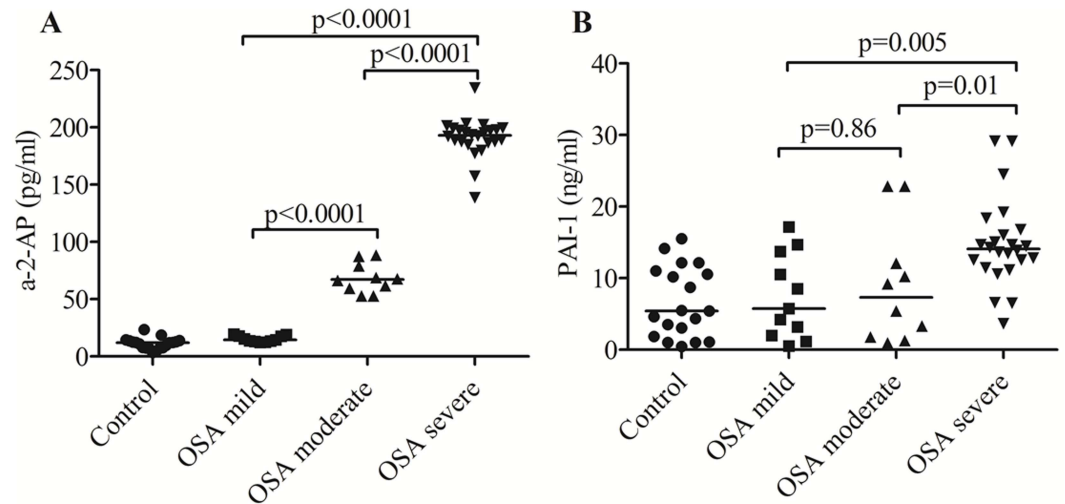 A
p<0.0001
p<0.0001
p<0.0001
a-2-AP (pg/ml)
250
200
150
100
50
0
Control
OSA mild
OSA moderate
OSA severe
B
p=0.005
p=0.01
p=0.86
PAI-1 (ng/ml)
40
30
20
10
0
Control
OSA mild
OSA moderate
OSA severe